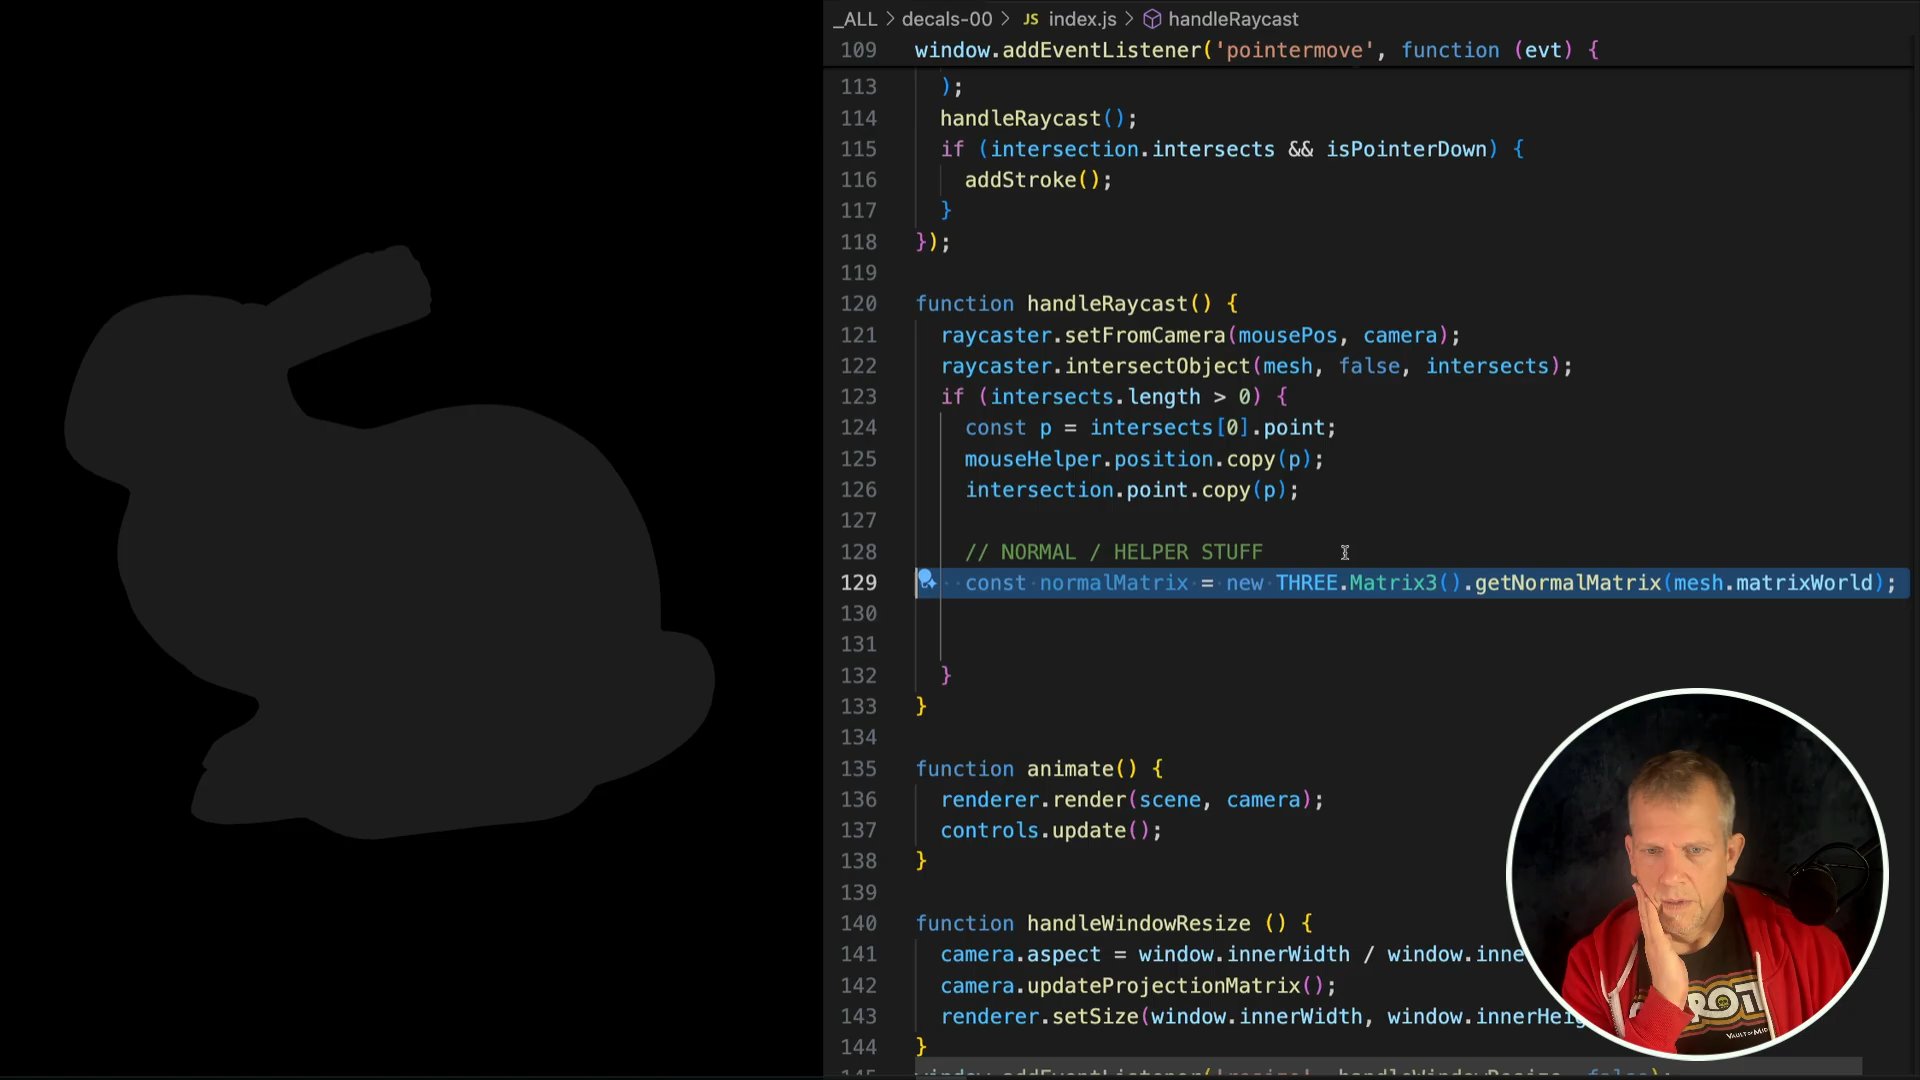 _ALL > decals-00 > JS index.js > handleRaycast
109 window.addEventListener('pointermove', function (evt) {
113 );
114 handleRaycast();
115 if (intersection.intersects && isPointerDown) {
116 addStroke();
117 }
118 });
119
120 function handleRaycast() {
121 raycaster.setFromCamera(mousePos, camera);
122 raycaster.intersectObject(mesh, false, intersects);
123 if (intersects.length > 0) {
124 const p = intersects[0].point;
125 mouseHelper.position.copy(p);
126 intersection.point.copy(p);
127
128 // NORMAL / HELPER STUFF
129 const normalMatrix = new THREE.Matrix3().getNormalMatrix(mesh.matrixWorld);
130
131
132 }
133 }
134
135 function animate() {
136 renderer.render(scene, camera);
137 controls.update();
138 }
139
140 function handleWindowResize () {
141 camera.aspect = window.innerWidth / window.inne
142 camera.updateProjectionMatrix();
143 renderer.setSize(window.innerWidth, window.innerHeig
144 }
VAULT OF MID